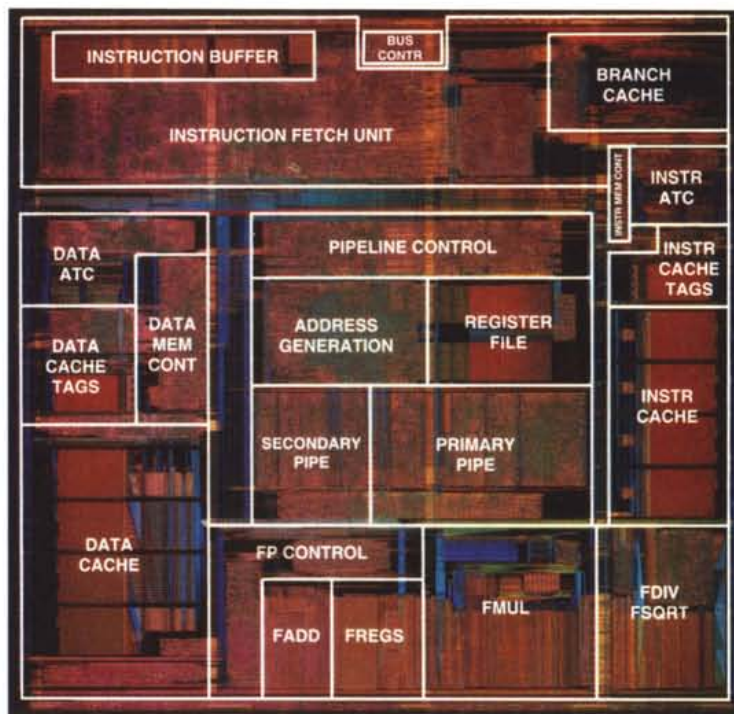 INSTRUCTION BUFFER
BUS
CONTR
BRANCH
CACHE
INSTRUCTION FETCH UNIT
INSTR MEM CONT
INSTR
ATC
DATA
ATC
PIPELINE CONTROL
INSTR
CACHE
TAGS
DATA
CACHE
TAGS
DATA
MEM
CONT
ADDRESS
GENERATION
REGISTER
FILE
INSTR
CACHE
SECONDARY
PIPE
PRIMARY
PIPE
DATA
CACHE
FP CONTROL
FADD
FREGS
FMUL
FDIV
FSQRT